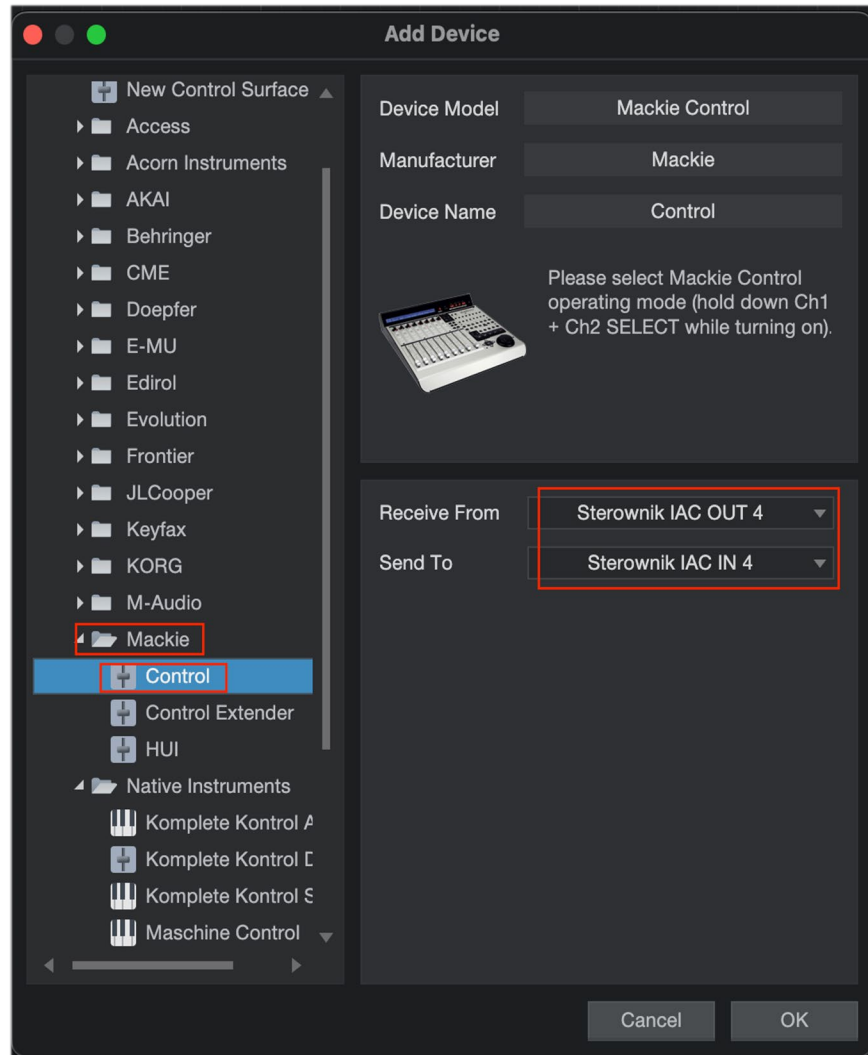 Add Device
New Control Surface
Access
Acorn Instruments
AKAI
Behringer
CME
Doepfer
E-MU
Edirol
Evolution
Frontier
JLCooper
Keyfax
KORG
M-Audio
Mackie
Control
Control Extender
HUI
Native Instruments
Komplete Kontrol A
Komplete Kontrol D
Komplete Kontrol S
Maschine Control
Device Model
Mackie Control
Manufacturer
Mackie
Device Name
Control
Please select Mackie Control
operating mode (hold down Ch1
+ Ch2 SELECT while turning on).
Receive From
Sterownik IAC OUT 4
Send To
Sterownik IAC IN 4
Cancel
OK